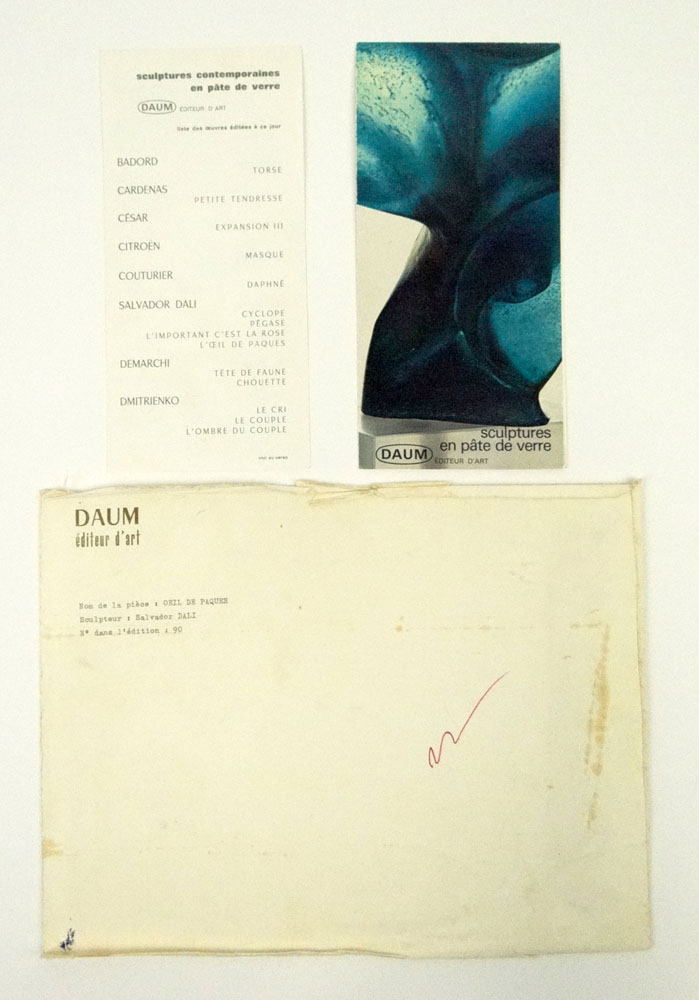 sculptures contemporaines
en pâte de verre
DAUM ÉDITEUR D'ART
liste des œuvres éditées à ce jour
BADORD
TORSE
CARDENAS
PETITE TENDRESSE
CÉSAR
EXPANSION III
CITROËN
MASQUE
COUTURIER
DAPHNÉ
SALVADOR DALI
CYCLOPE
PÉGASE
L'IMPORTANT C'EST LA ROSE
L'ŒIL DE PAQUES
DEMARCHI
TÊTE DE FAUNE
CHOUETTE
DMITRIENKO
LE CRI
LE COUPLE
L'OMBRE DU COUPLE
sculptures
en pâte de verre
DAUM ÉDITEUR D'ART
DAUM
éditeur d'art
Nom de la pièce : OEIL DE PAQUES
Sculpteur : Salvador DALI
N° dans l'édition : 90